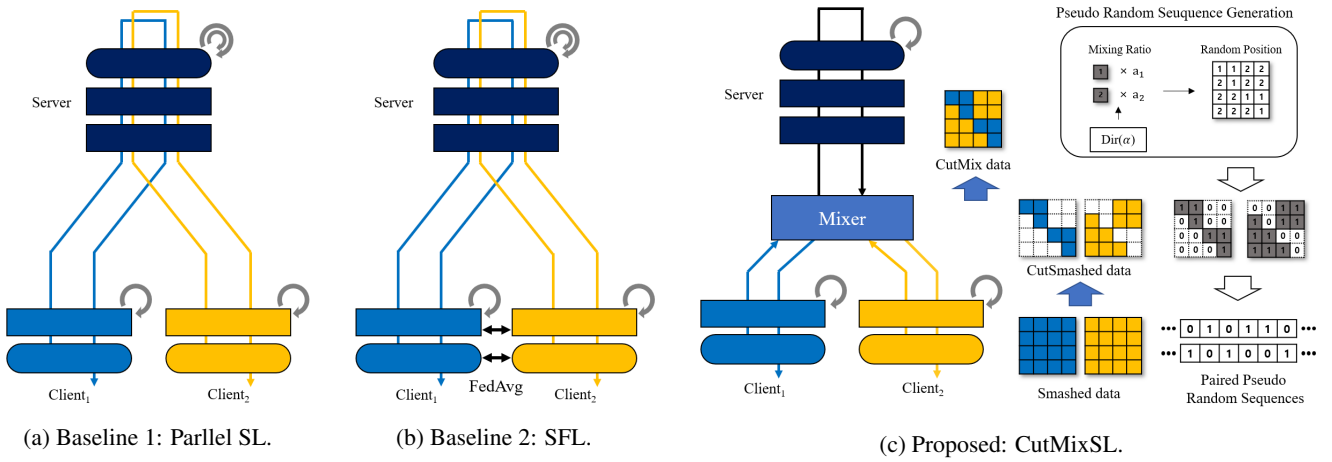 Server
Client₁
Client₂
(a) Baseline 1: Parllel SL.
Server
FedAvg
Client₁
Client₂
(b) Baseline 2: SFL.
Server
Mixer
Client₁
Client₂
CutMix data
CutSmashed data
Smashed data
Pseudo Random Seuquence Generation
Mixing Ratio
1 × a₁
2 × a₂
Dir(α)
Random Position
1 1 2 2
2 1 2 2
2 2 1 1
2 2 2 1
1 1 0 0
0 1 0 0
0 0 1 1
0 0 0 1
0 0 1 1
1 0 1 1
1 1 0 0
1 1 1 0
••• 0 1 0 1 1 0 •••
••• 1 0 1 0 0 1 •••
Paired Pseudo
Random Sequences
(c) Proposed: CutMixSL.